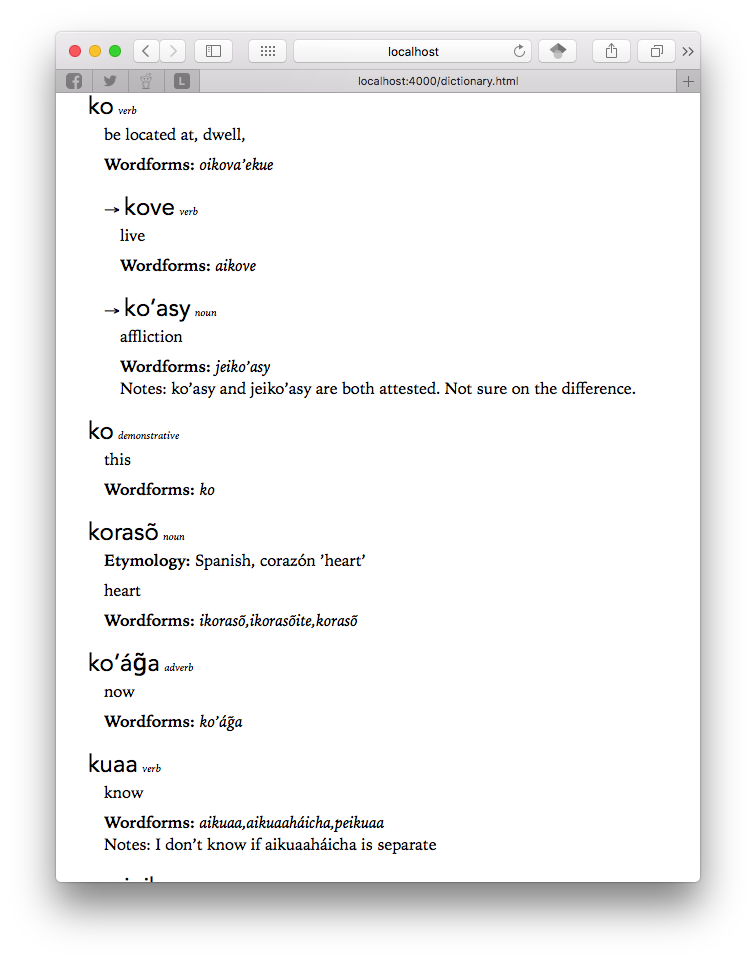 localhost
L
localhost:4000/dictionary.html
ko verb
be located at, dwell,
Wordforms: oikova’ekue
→ kove verb
live
Wordforms: aikove
→ ko’asy noun
affliction
Wordforms: jeiko’asy
Notes: ko’asy and jeiko’asy are both attested. Not sure on the difference.
ko demonstrative
this
Wordforms: ko
korasõ noun
Etymology: Spanish, corazón ’heart’
heart
Wordforms: ikorasõ,ikorasõite,korasõ
ko’ág̃a adverb
now
Wordforms: ko’ág̃a
kuaa verb
know
Wordforms: aikuaa,aikuaaháicha,peikuaa
Notes: I don’t know if aikuaaháicha is separate